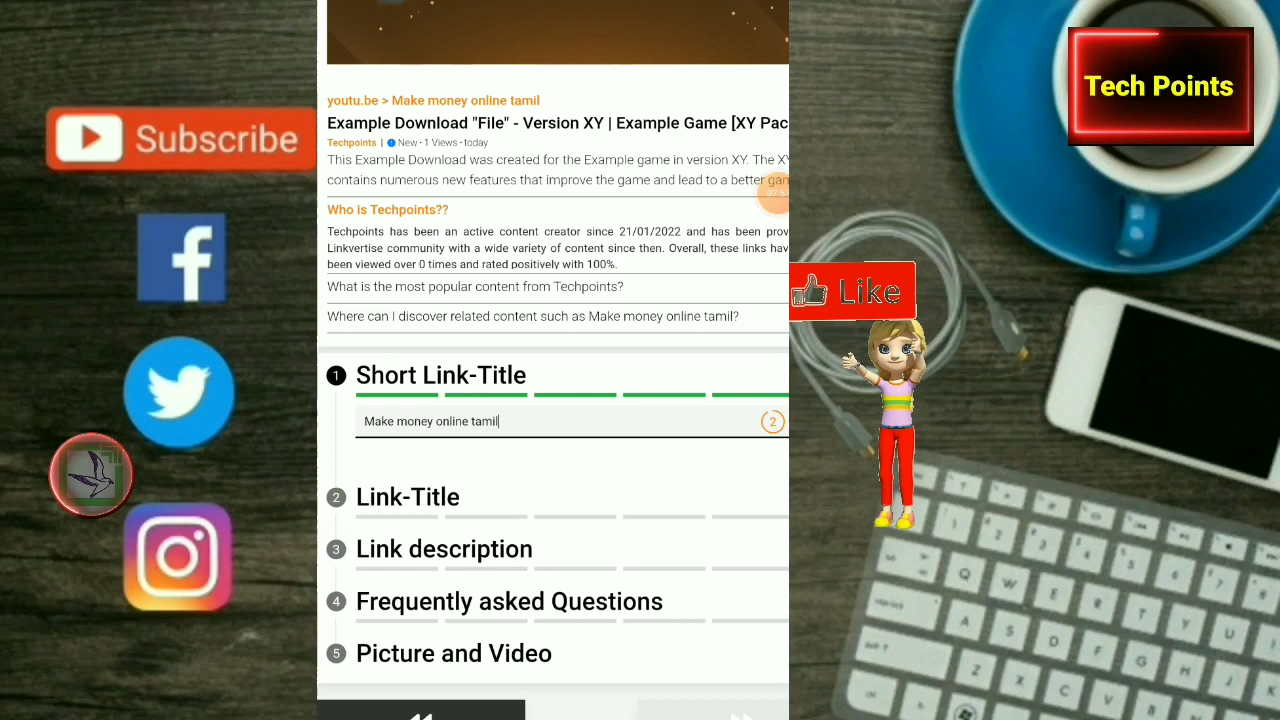 Subscribe
Tech Points
youtu.be > Make money online tamil
Example Download "File" - Version XY | Example Game [XY Pac
Techpoints | New · 1 Views · today
This Example Download was created for the Example game in version XY. The XY
contains numerous new features that improve the game and lead to a better gam
Who is Techpoints??
Techpoints has been an active content creator since 21/01/2022 and has been prov
Linkvertise community with a wide variety of content since then. Overall, these links hav
been viewed over 0 times and rated positively with 100%.
What is the most popular content from Techpoints?
Where can I discover related content such as Make money online tamil?
Like
1 Short Link-Title
Make money online tamil
2
2 Link-Title
3 Link description
4 Frequently asked Questions
5 Picture and Video